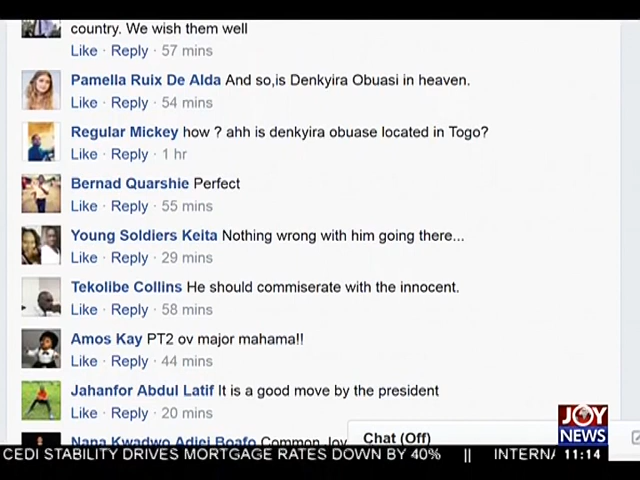 country. We wish them well
Like · Reply · 57 mins
Pamella Ruix De Alda And so,is Denkyira Obuasi in heaven.
Like · Reply · 54 mins
Regular Mickey how ? ahh is denkyira obuase located in Togo?
Like · Reply · 1 hr
Bernad Quarshie Perfect
Like · Reply · 55 mins
Young Soldiers Keita Nothing wrong with him going there...
Like · Reply · 29 mins
Tekolibe Collins He should commiserate with the innocent.
Like · Reply · 58 mins
Amos Kay PT2 ov major mahama!!
Like · Reply · 44 mins
Jahanfor Abdul Latif It is a good move by the president
Like · Reply · 20 mins
Nana Kwadwo Adjei Boafo Common Joy
Chat (Off)
JOY
NEWS
CEDI STABILITY DRIVES MORTGAGE RATES DOWN BY 40% || INTERNA 11:14